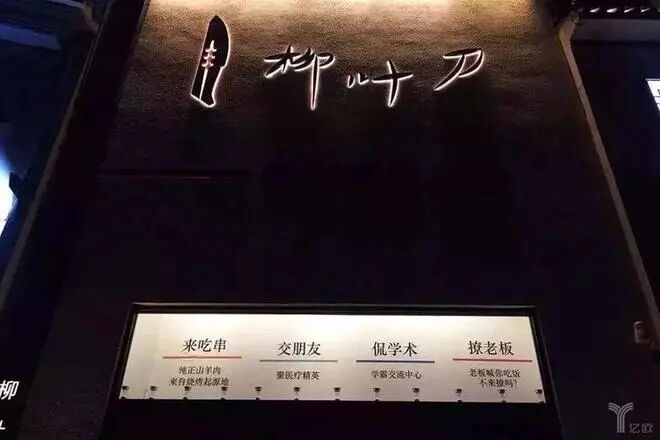 柳叶刀
来吃串
纯正山羊肉
来自烧烤起源地
交朋友
聚医疗精英
侃学术
学霸交流中心
撩老板
老板喊你吃饭
不来撩吗?
柳
亿欧